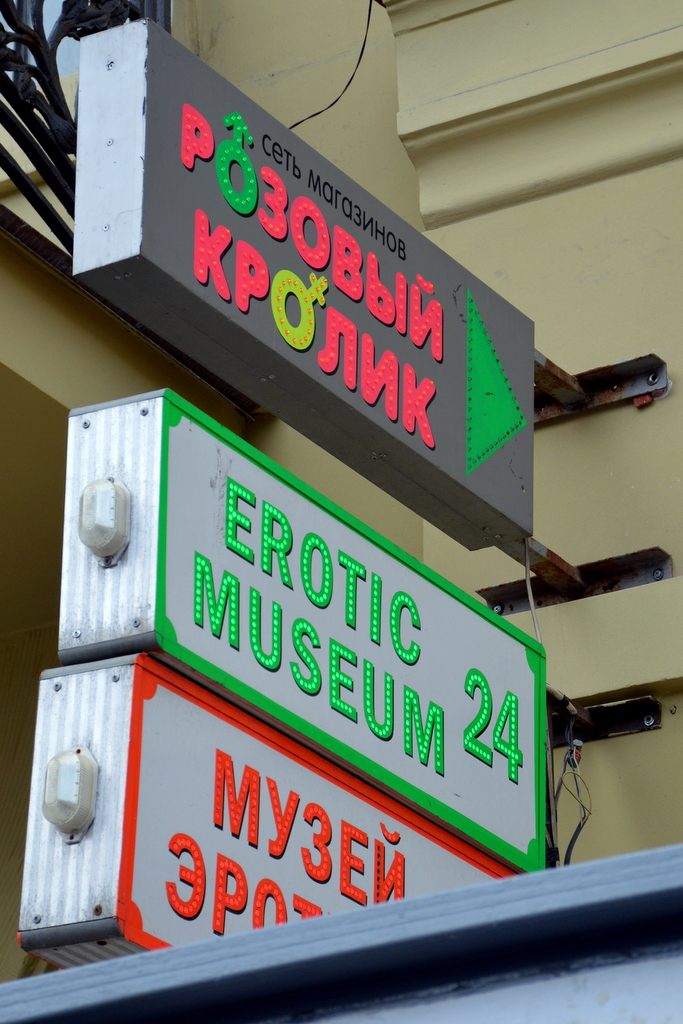 сеть магазинов
РОЗОВЫЙ
КРОЛИК
EROTIC
MUSEUM 24
МУЗЕЙ